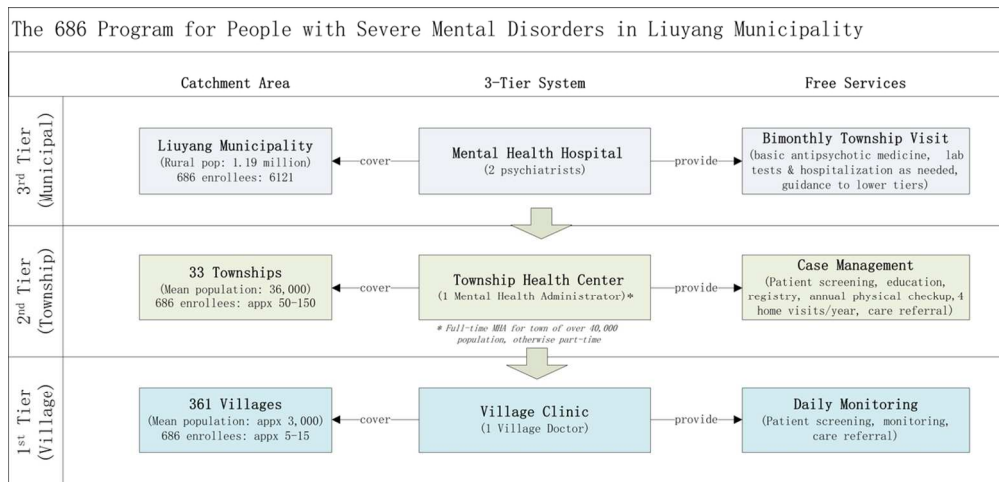 The 686 Program for People with Severe Mental Disorders in Liuyang Municipality
Catchment Area
3-Tier System
Free Services
3rd Tier
(Municipal)
Liuyang Municipality
(Rural pop: 1.19 million)
686 enrollees: 6121
cover
Mental Health Hospital
(2 psychiatrists)
provide
Bimonthly Township Visit
(basic antipsychotic medicine, lab
tests & hospitalization as needed,
guidance to lower tiers)
2nd Tier
(Township)
33 Townships
(Mean population: 36,000)
686 enrollees: appx 50-150
cover
Township Health Center
(1 Mental Health Administrator)*
* Full-time MHA for town of over 40,000
population, otherwise part-time
provide
Case Management
(Patient screening, education,
registry, annual physical checkup,4
home visits/year, care referral)
1st Tier
(Village)
361 Villages
(Mean population: appx 3,000)
686 enrollees: appx 5-15
cover
Village Clinic
(1 Village Doctor)
provide
Daily Monitoring
(Patient screening, monitoring,
care referral)